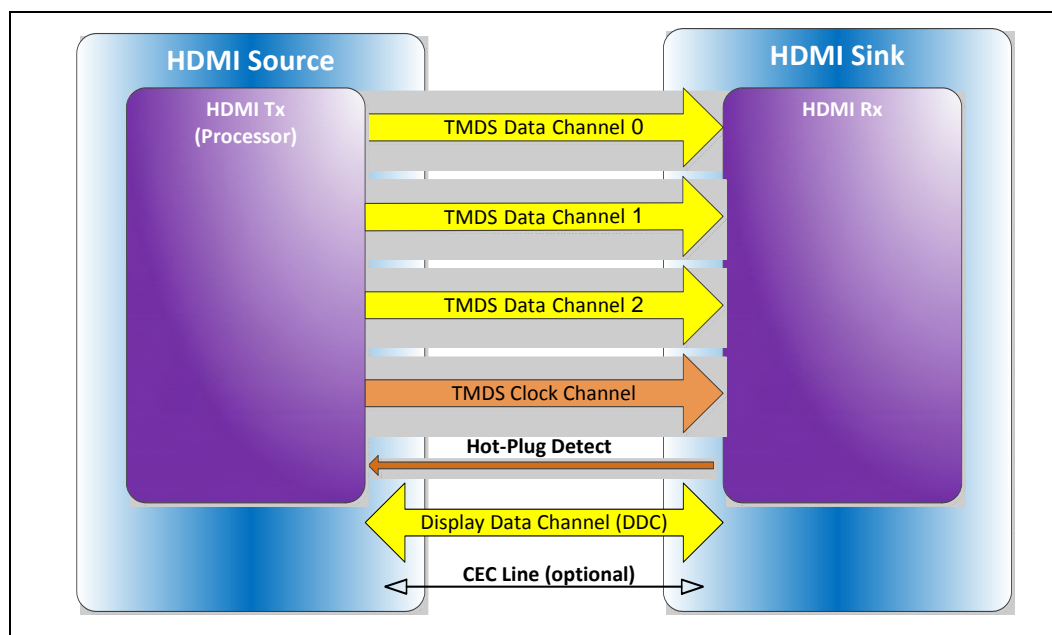 HDMI Source
HDMI Sink
HDMI Tx
(Processor)
HDMI Rx
TMDS Data Channel 0
TMDS Data Channel 1
TMDS Data Channel 2
TMDS Clock Channel
Hot-Plug Detect
Display Data Channel (DDC)
CEC Line (optional)